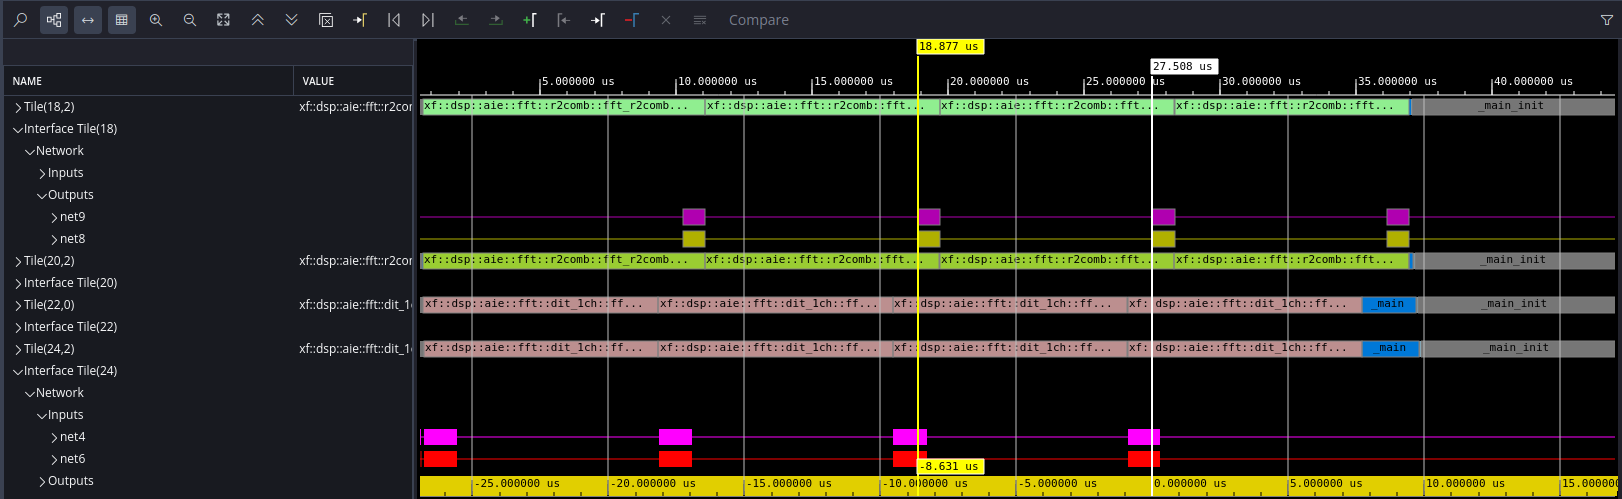 Compare
18.877 us
27.508 us
NAME VALUE
5.000000 us 10.000000 us 15.000000 us 20.000000 us 25.000000 us 30.000000 us 35.000000 us 40.000000 us
Tile(18,2) xf::dsp::aie::fft::r2cor xf::dsp::aie::fft::r2comb::fft_r2comb... xf::dsp::aie::fft::r2comb::fft... xf::dsp::aie::fft::r2comb::fft... xf::dsp::aie::fft::r2comb::fft... _main_init
Interface Tile(18)
Network
Inputs
Outputs
net9
net8
Tile(20,2) xf::dsp::aie::fft::r2cor xf::dsp::aie::fft::r2comb::fft_r2comb... xf::dsp::aie::fft::r2comb::fft... xf::dsp::aie::fft::r2comb::fft... xf::dsp::aie::fft::r2comb::fft... _main_init
Interface Tile(20)
Tile(22,0) xf::dsp::aie::fft::dit_1 xf::dsp::aie::fft::dit_1ch::ff... xf::dsp::aie::fft::dit_1ch::ff... xf::dsp::aie::fft::dit_1ch::ff... xf::dsp::aie::fft::dit_1ch::ff... _main _main_init
Interface Tile(22)
Tile(24,2) xf::dsp::aie::fft::dit_1 xf::dsp::aie::fft::dit_1ch::ff... xf::dsp::aie::fft::dit_1ch::ff... xf::dsp::aie::fft::dit_1ch::ff... xf::dsp::aie::fft::dit_1ch::ff... _main _main_init
Interface Tile(24)
Network
Inputs
net4
net6
-8.631 us
Outputs
-25.000000 us -20.000000 us -15.000000 us -10.000000 us -5.000000 us 0.000000 us 5.000000 us 10.000000 us 15.00000